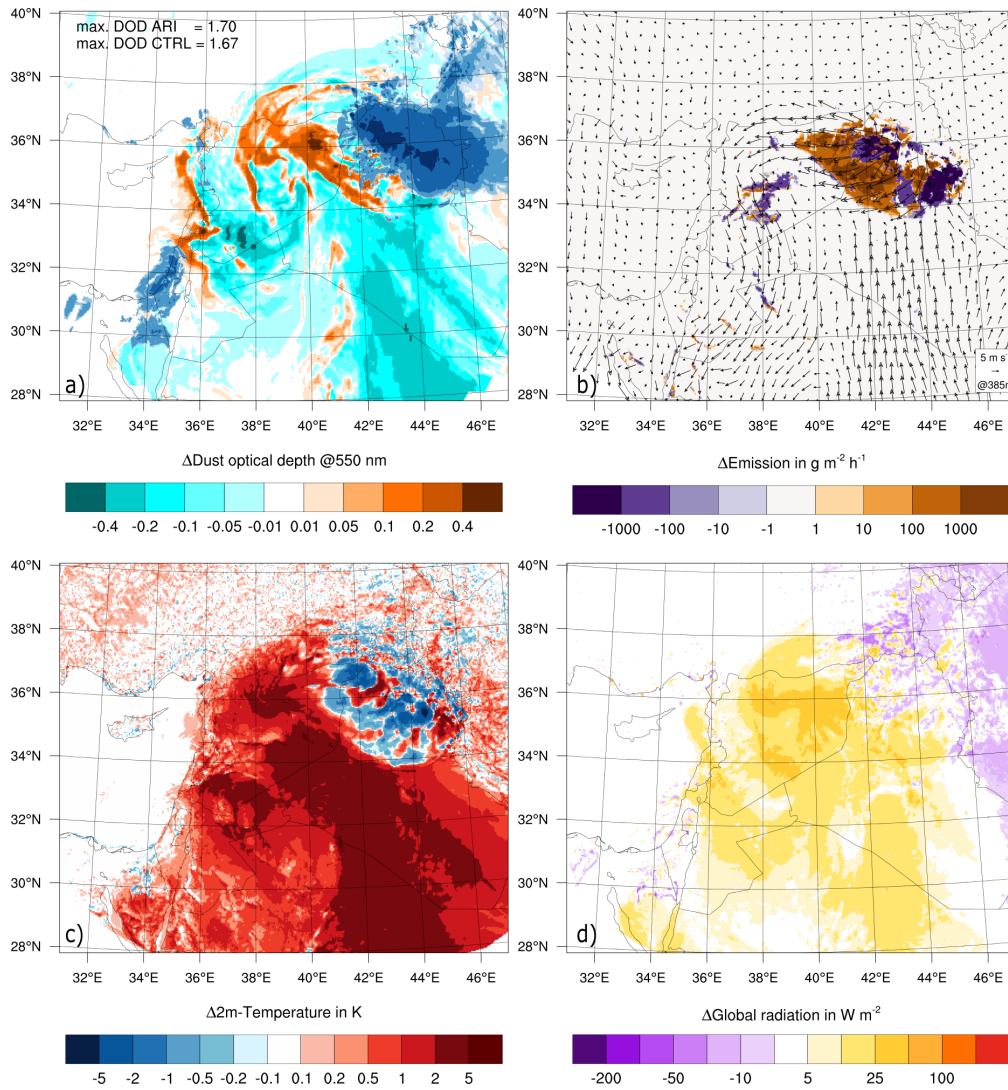 max. DOD ARI = 1.70
max. DOD CTRL = 1.67
40°N
38°N
36°N
34°N
32°N
30°N
28°N
a)
32°E 34°E 36°E 38°E 40°E 42°E 44°E 46°E
ΔDust optical depth @550 nm
-0.4 -0.2 -0.1 -0.05 -0.01 0.01 0.05 0.1 0.2 0.4
40°N
38°N
36°N
34°N
32°N
30°N
28°N
b)
5 m s
@385m
32°E 34°E 36°E 38°E 40°E 42°E 44°E 46°E
ΔEmission in g m⁻² h⁻¹
-1000 -100 -10 -1 1 10 100 1000
40°N
38°N
36°N
34°N
32°N
30°N
28°N
c)
32°E 34°E 36°E 38°E 40°E 42°E 44°E 46°E
Δ2m-Temperature in K
-5 -2 -1 -0.5 -0.2 -0.1 0.1 0.2 0.5 1 2 5
40°N
38°N
36°N
34°N
32°N
30°N
28°N
d)
32°E 34°E 36°E 38°E 40°E 42°E 44°E 46°E
ΔGlobal radiation in W m⁻²
-200 -50 -10 5 25 100